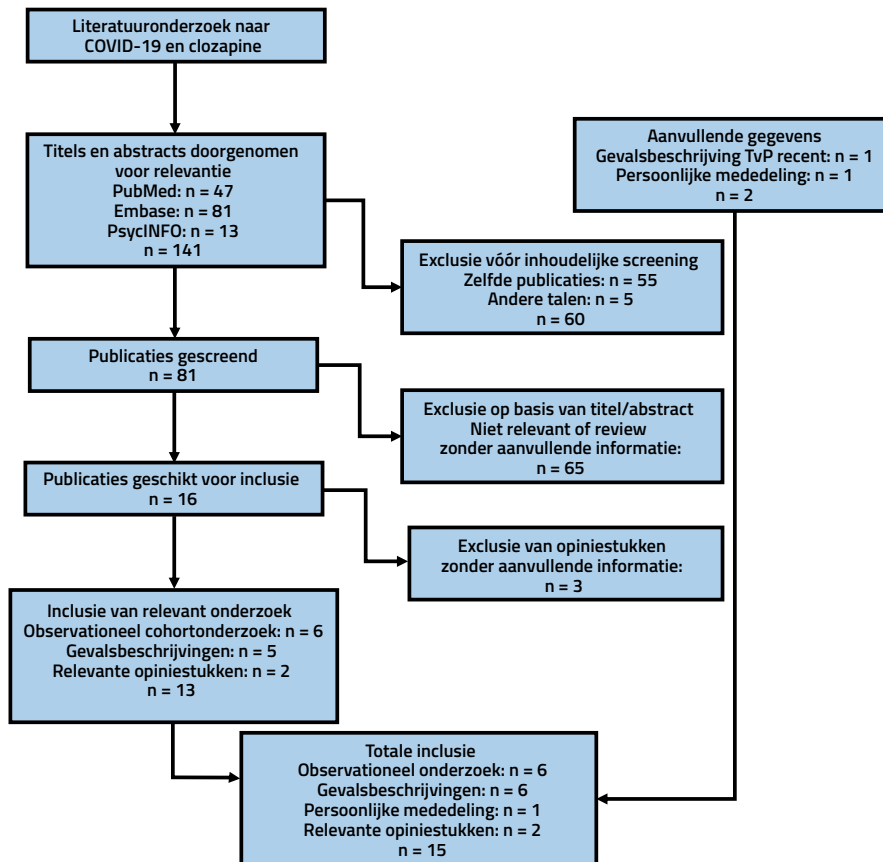 Literatuuronderzoek naar
COVID-19 en clozapine
Titels en abstracts doorgenomen
voor relevantie
PubMed: n = 47
Embase: n = 81
PsycINFO: n = 13
n = 141
Aanvullende gegevens
Gevalsbeschrijving TvP recent: n = 1
Persoonlijke mededeling: n = 1
n = 2
Exclusie vóór inhoudelijke screening
Zelfde publicaties: n = 55
Andere talen: n = 5
n = 60
Publicaties gescreend
n = 81
Exclusie op basis van titel/abstract
Niet relevant of review
zonder aanvullende informatie:
n = 65
Publicaties geschikt voor inclusie
n = 16
Exclusie van opiniestukken
zonder aanvullende informatie:
n = 3
Inclusie van relevant onderzoek
Observationeel cohortonderzoek: n = 6
Gevalsbeschrijvingen: n = 5
Relevante opiniestukken: n = 2
n = 13
Totale inclusie
Observationeel onderzoek: n = 6
Gevalsbeschrijvingen: n = 6
Persoonlijke mededeling: n = 1
Relevante opiniestukken: n = 2
n = 15